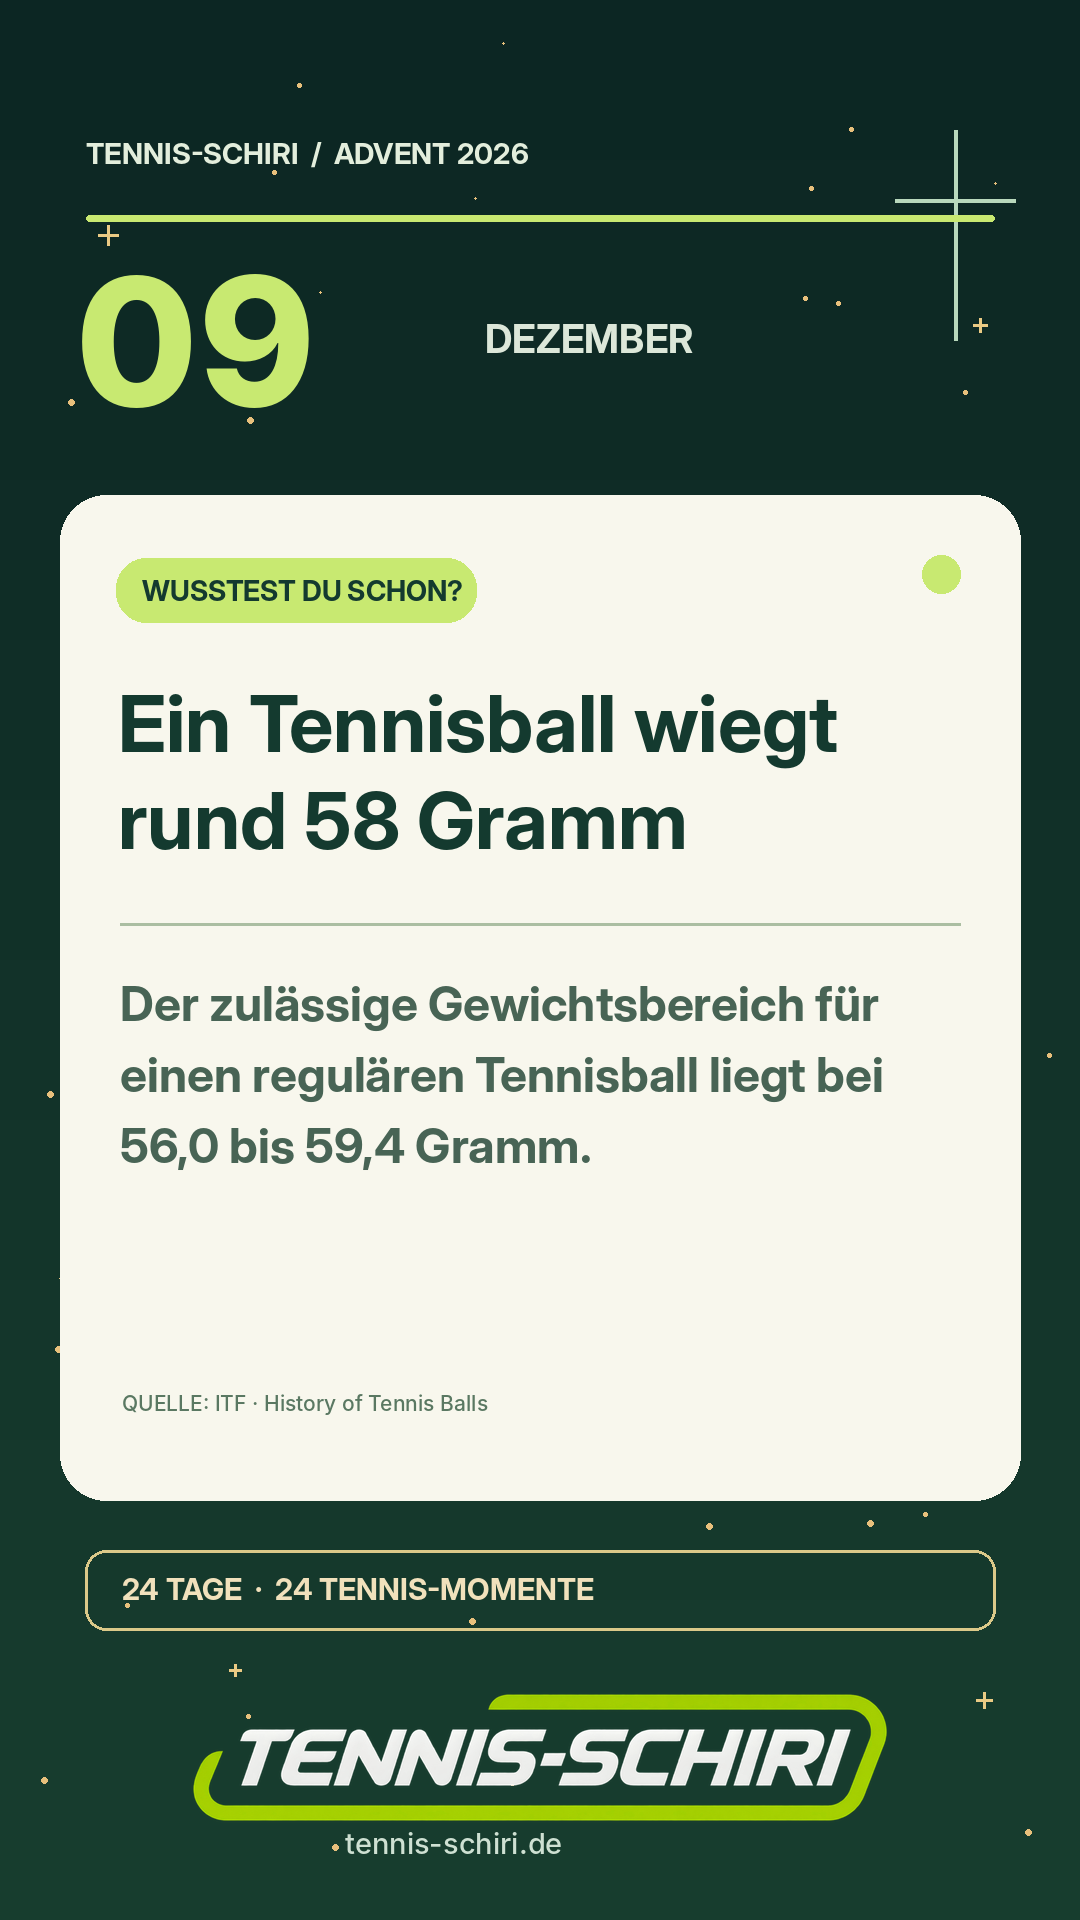 TENNIS-SCHIRI / ADVENT 2026
09
DEZEMBER
WUSSTEST DU SCHON?
Ein Tennisball wiegt
rund 58 Gramm
Der zulässige Gewichtsbereich für
einen regulären Tennisball liegt bei
56,0 bis 59,4 Gramm.
QUELLE: ITF · History of Tennis Balls
24 TAGE · 24 TENNIS-MOMENTE
TENNIS-SCHIRI
tennis-schiri.de